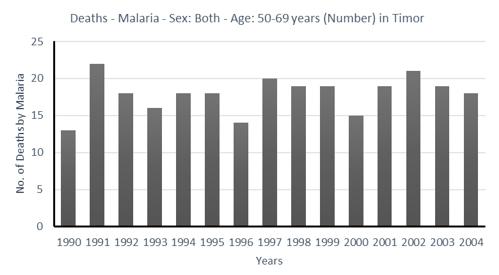 Deaths - Malaria - Sex: Both - Age: 50-69 years (Number) in Timor
25
20
15
10
5
0
No. of Deaths by Malaria
1990 1991 1992 1993 1994 1995 1996 1997 1998 1999 2000 2001 2002 2003 2004
Years